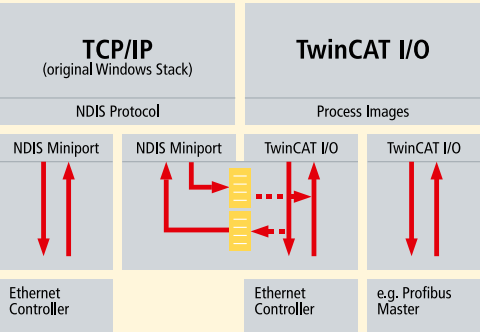 TCP/IP
(original Windows Stack)
NDIS Protocol
TwinCAT I/O
Process Images
NDIS Miniport
NDIS Miniport
TwinCAT I/O
TwinCAT I/O
Ethernet
Controller
Ethernet
Controller
e.g. Profibus
Master